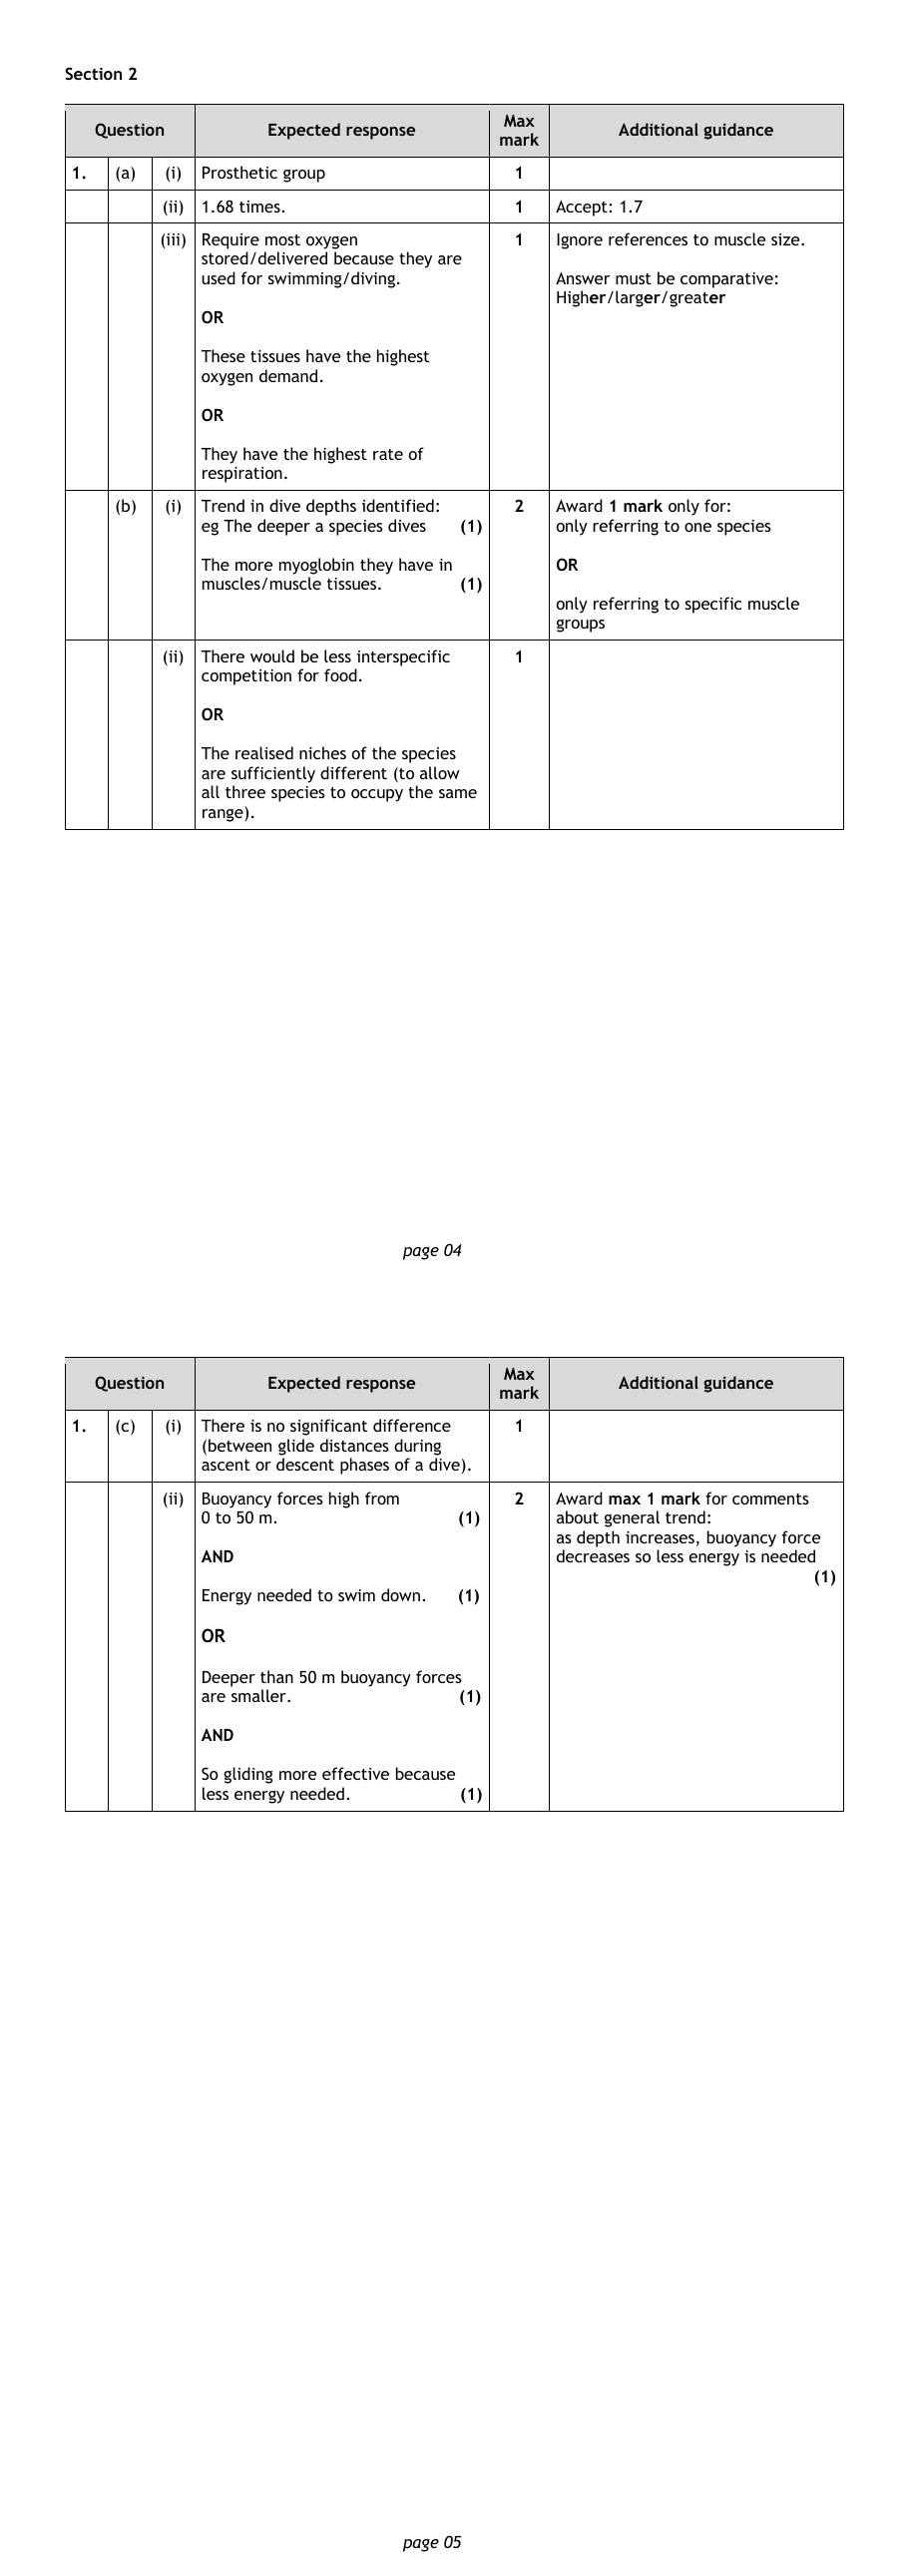 Section 2
Question Expected response Max mark Additional guidance
1. (a) (i) Prosthetic group 1
(ii) 1.68 times. 1 Accept: 1.7
(iii) Require most oxygen 1 Ignore references to muscle size.
stored/delivered because they are
used for swimming/diving. Answer must be comparative:
Higher/larger/greater
OR
These tissues have the highest
oxygen demand.
OR
They have the highest rate of
respiration.
(b) (i) Trend in dive depths identified: 2 Award 1 mark only for:
eg The deeper a species dives (1) only referring to one species
The more myoglobin they have in OR
muscles/muscle tissues. (1)
only referring to specific muscle
groups
(ii) There would be less interspecific 1
competition for food.
OR
The realised niches of the species
are sufficiently different (to allow
all three species to occupy the same
range).
page 04
Question Expected response Max mark Additional guidance
1. (c) (i) There is no significant difference 1
(between glide distances during
ascent or descent phases of a dive).
(ii) Buoyancy forces high from 2 Award max 1 mark for comments
0 to 50 m. (1) about general trend:
as depth increases, buoyancy force
AND decreases so less energy is needed
(1)
Energy needed to swim down. (1)
OR
Deeper than 50 m buoyancy forces
are smaller. (1)
AND
So gliding more effective because
less energy needed. (1)
page 05